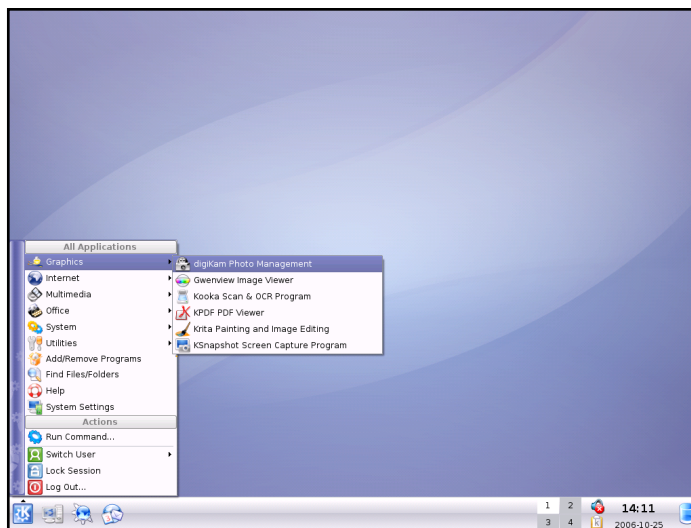 All Applications
Graphics
Internet
Multimedia
Office
System
Utilities
Add/Remove Programs
Find Files/Folders
Help
System Settings
Actions
Run Command...
Switch User
Lock Session
Log Out...
digiKam Photo Management
Gwenview Image Viewer
Kooka Scan & OCR Program
KPDF PDF Viewer
Krita Painting and Image Editing
KSnapshot Screen Capture Program
1 2
3 4
14:11
2006-10-25